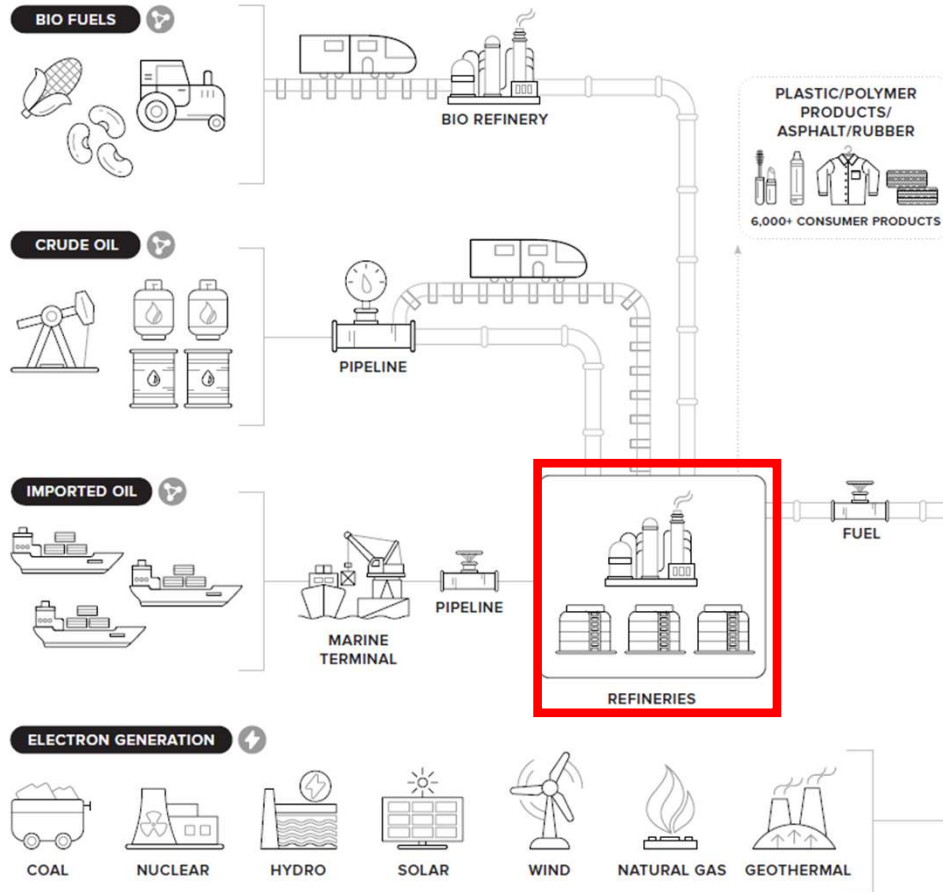 BIO FUELS
BIO REFINERY
PLASTIC/POLYMER
PRODUCTS/
ASPHALT/RUBBER
6,000+ CONSUMER PRODUCTS
CRUDE OIL
PIPELINE
IMPORTED OIL
MARINE
TERMINAL
PIPELINE
REFINERIES
FUEL
ELECTRON GENERATION
COAL
NUCLEAR
HYDRO
SOLAR
WIND
NATURAL GAS
GEOTHERMAL